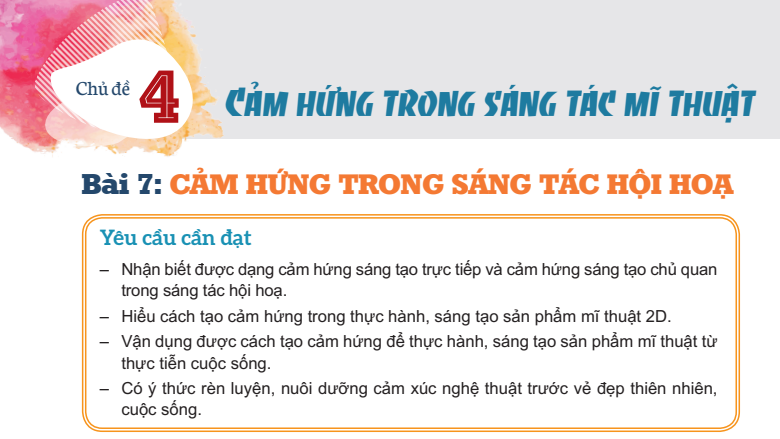 Chủ đề 4
CẢM HỨNG TRONG SÁNG TÁC MĨ THUẬT
Bài 7: CẢM HỨNG TRONG SÁNG TÁC HỘI HOẠ
Yêu cầu cần đạt
– Nhận biết được dạng cảm hứng sáng tạo trực tiếp và cảm hứng sáng tạo chủ quan
trong sáng tác hội hoạ.
– Hiểu cách tạo cảm hứng trong thực hành, sáng tạo sản phẩm mĩ thuật 2D.
– Vận dụng được cách tạo cảm hứng để thực hành, sáng tạo sản phẩm mĩ thuật từ
thực tiễn cuộc sống.
– Có ý thức rèn luyện, nuôi dưỡng cảm xúc nghệ thuật trước vẻ đẹp thiên nhiên,
cuộc sống.